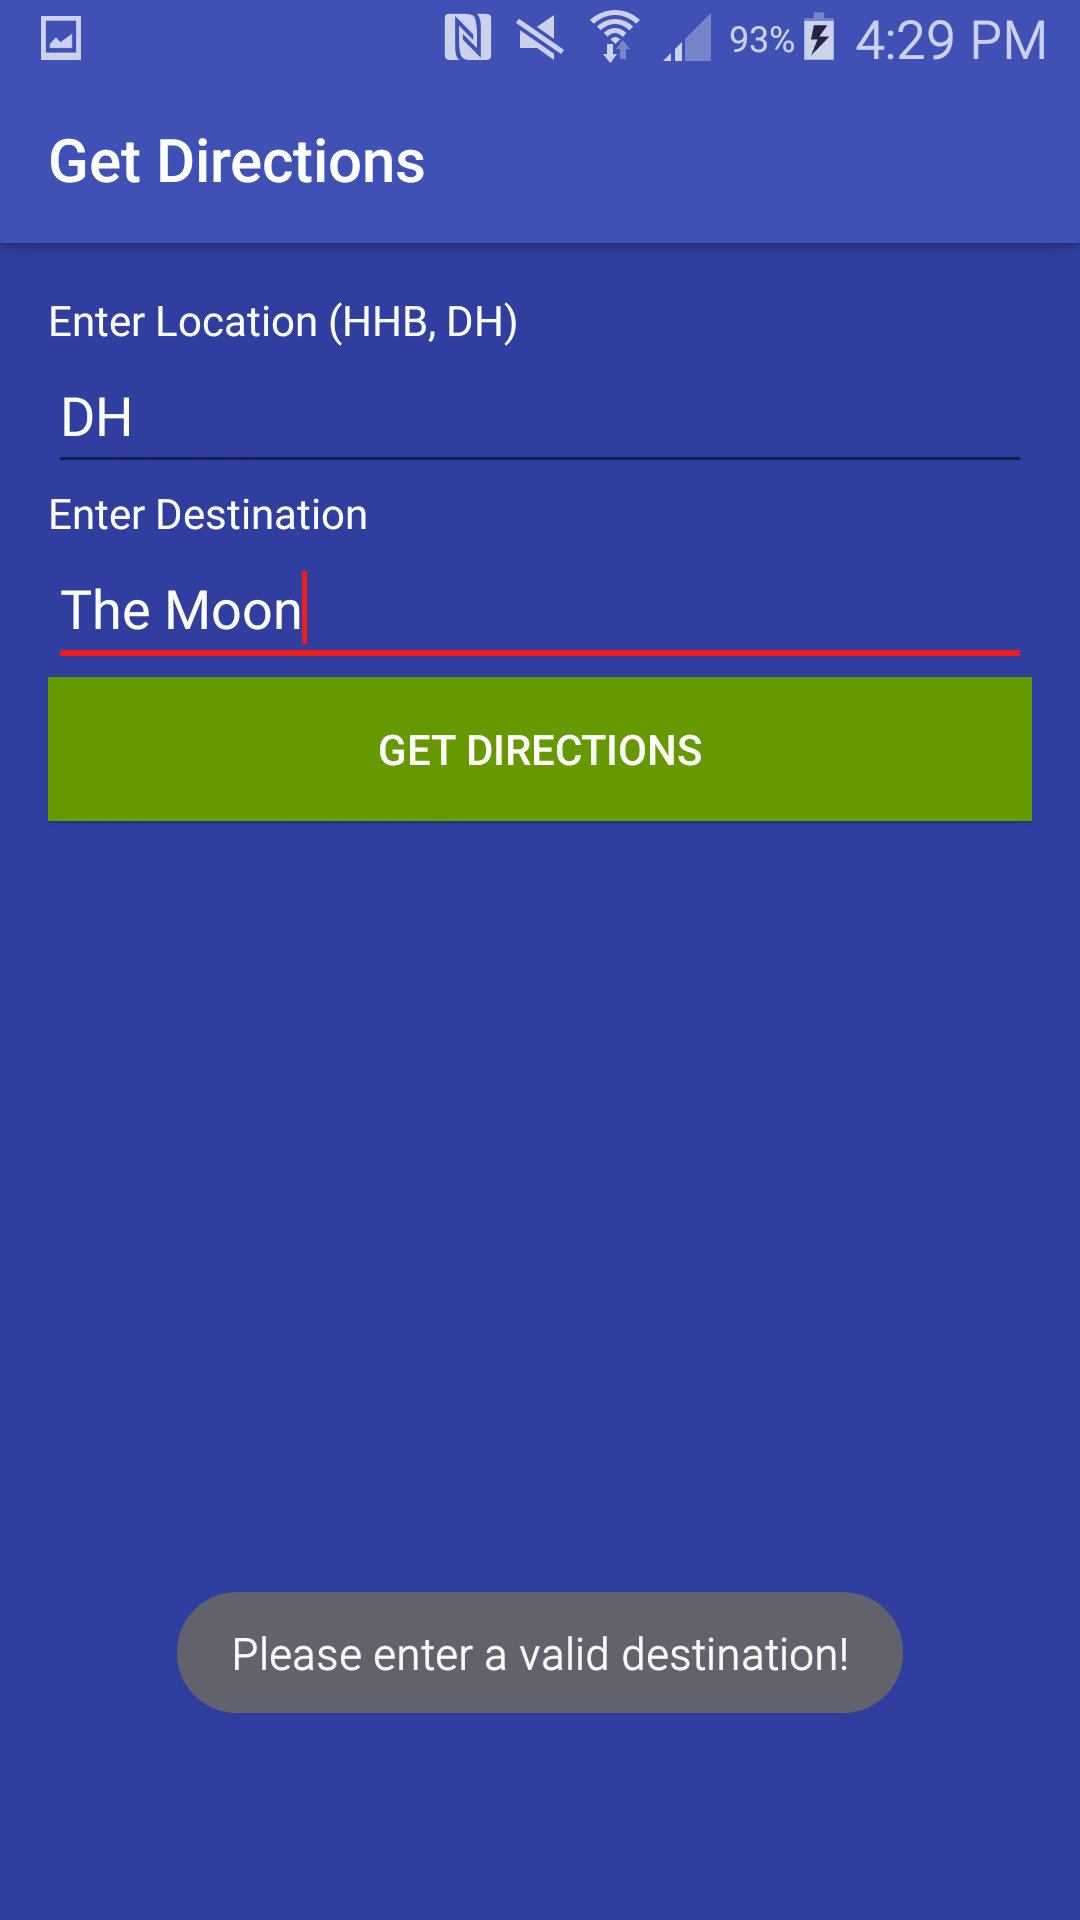 93% 4:29 PM
Get Directions
Enter Location (HHB, DH)
DH
Enter Destination
The Moon
GET DIRECTIONS
Please enter a valid destination!